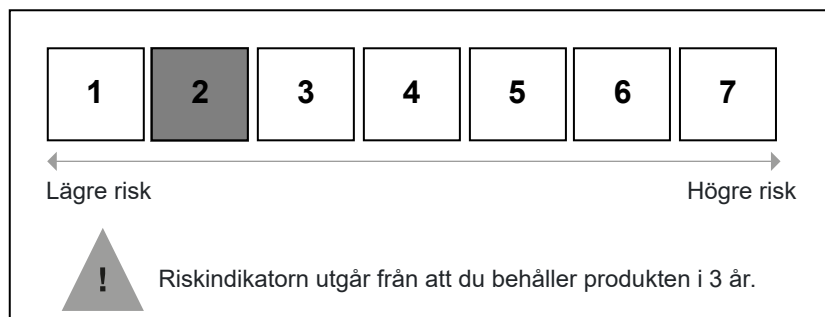 1 2 3 4 5 6 7
Lägre risk Högre risk
! Riskindikatorn utgår från att du behåller produkten i 3 år.